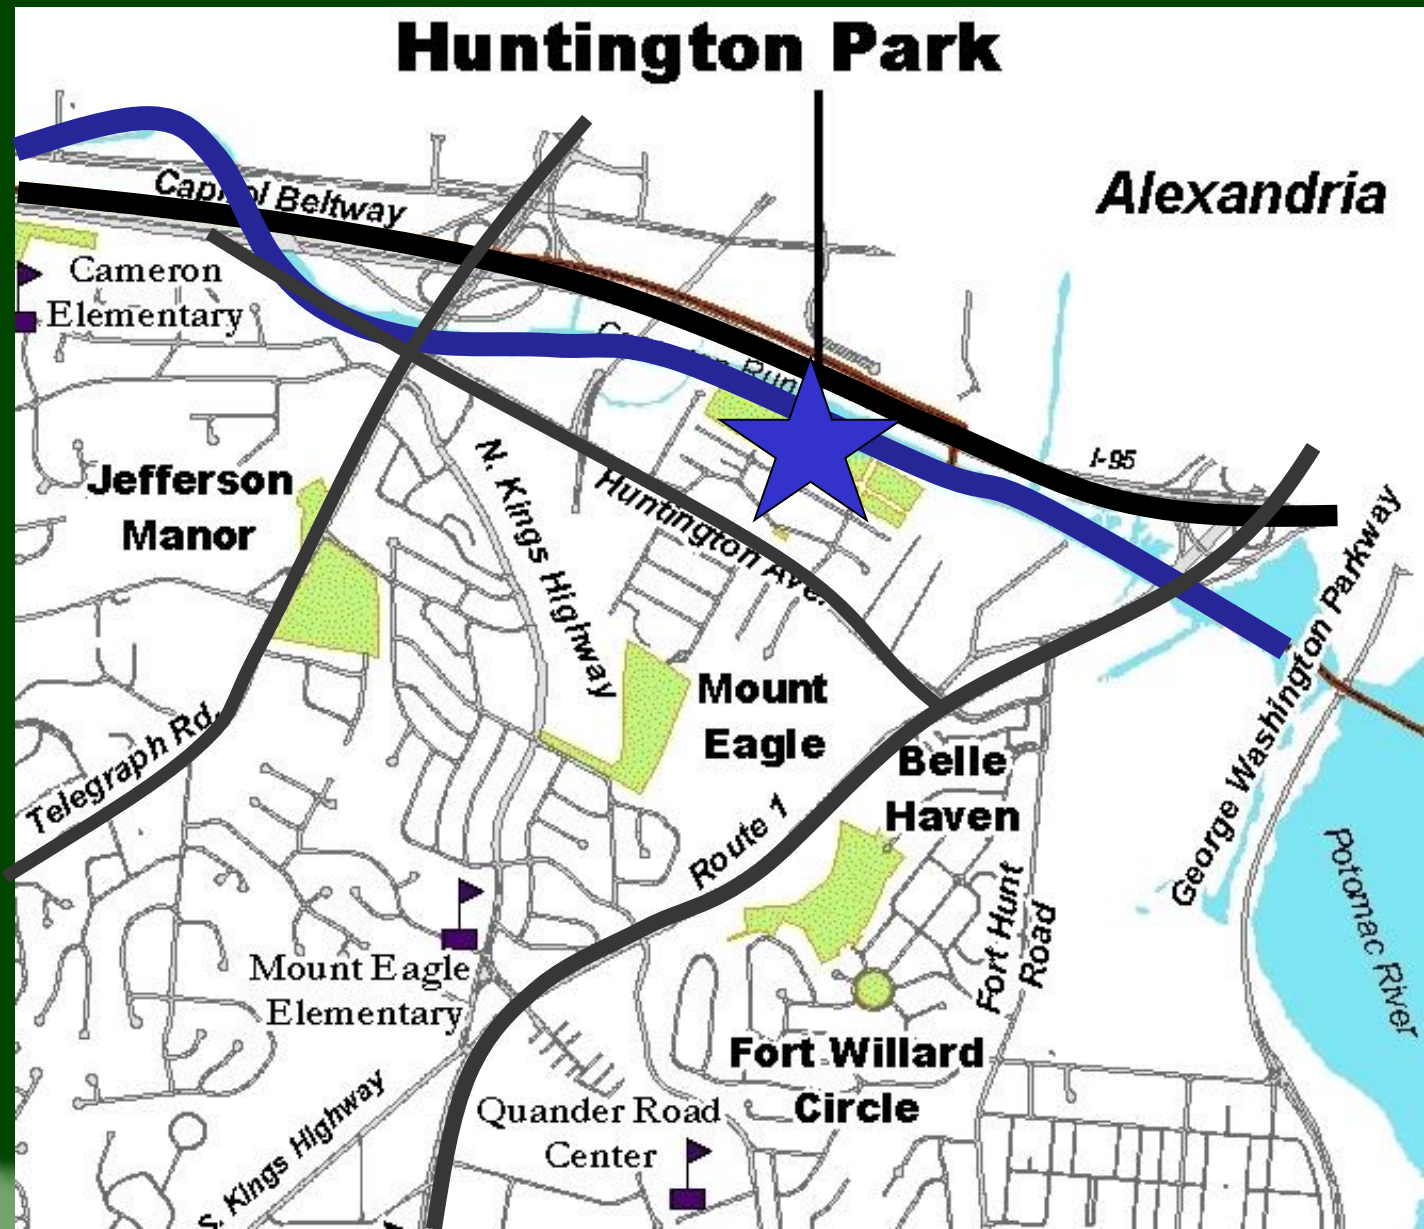 Huntington Park
Alexandria
Capitol Beltway
Cameron
Elementary
Run
I-95
Jefferson
Manor
N. Kings Highway
Huntington Ave.
George Washington Parkway
Mount
Eagle
Telegraph Rd.
Belle
Haven
Route 1
Potomac River
Fort Hunt
Road
Mount Eagle
Elementary
Fort Willard
Circle
S. Kings Highway
Quander Road
Center